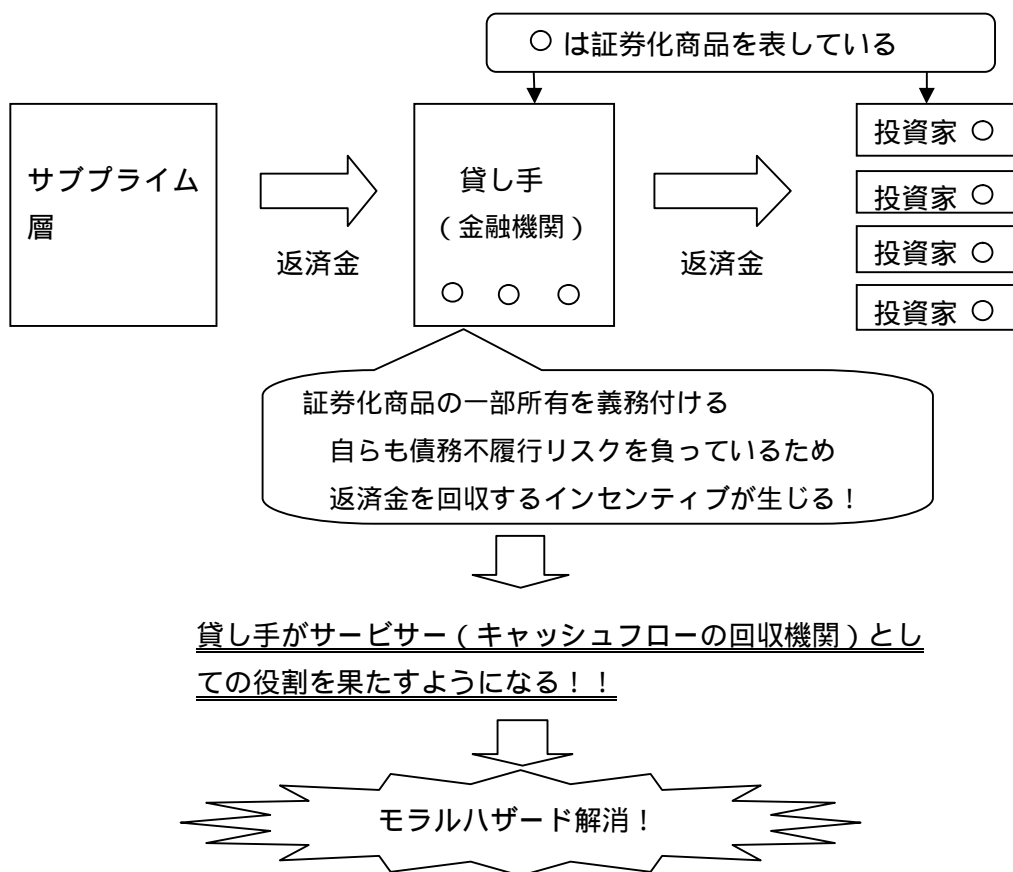 ○は証券化商品を表している
サブプライム
層
返済金
貸し手
(金融機関)
○ ○ ○
返済金
投資家 ○
投資家 ○
投資家 ○
投資家 ○
証券化商品の一部所有を義務付ける
自らも債務不履行リスクを負っているため
返済金を回収するインセンティブが生じる！
貸し手がサービサー(キャッシュフローの回収機関)とし
ての役割を果たすようになる！！
モラルハザード解消！